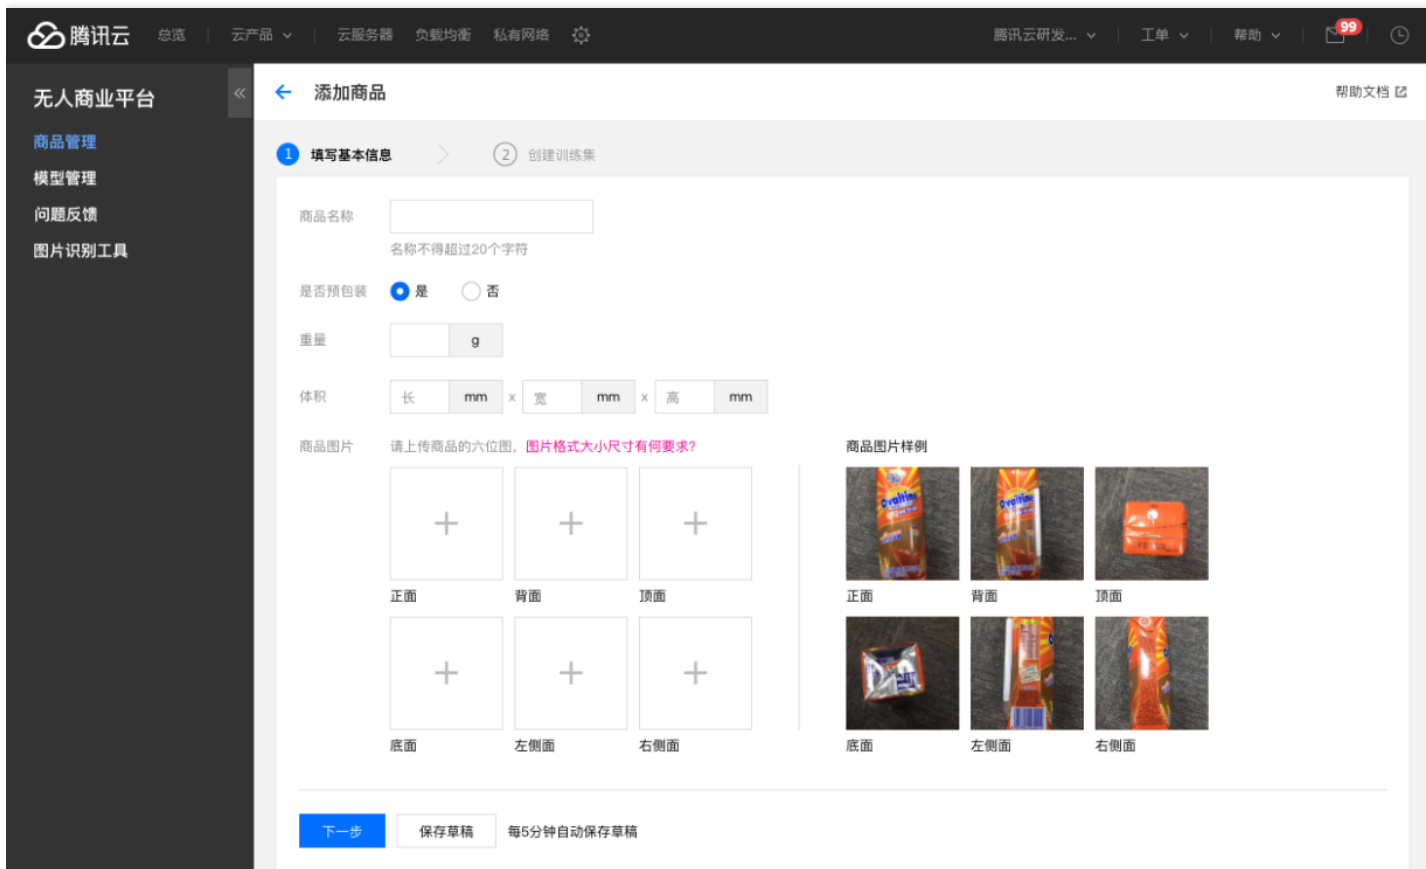 腾讯云 总览 云产品 云服务器 负载均衡 私有网络 腾讯云研发... 工单 帮助 99
无人商业平台
商品管理
模型管理
问题反馈
图片识别工具
添加商品 帮助文档
1 填写基本信息 2 创建训练集
商品名称
名称不得超过20个字符
是否预包装 是 否
重量 g
体积 长 mm x 宽 mm x 高 mm
商品图片 请上传商品的六位图，图片格式大小尺寸有何要求?
正面 背面 顶面
底面 左侧面 右侧面
商品图片样例
Ovaltine
Ovaltine
正面 背面 顶面
底面 左侧面 右侧面
下一步 保存草稿 每5分钟自动保存草稿